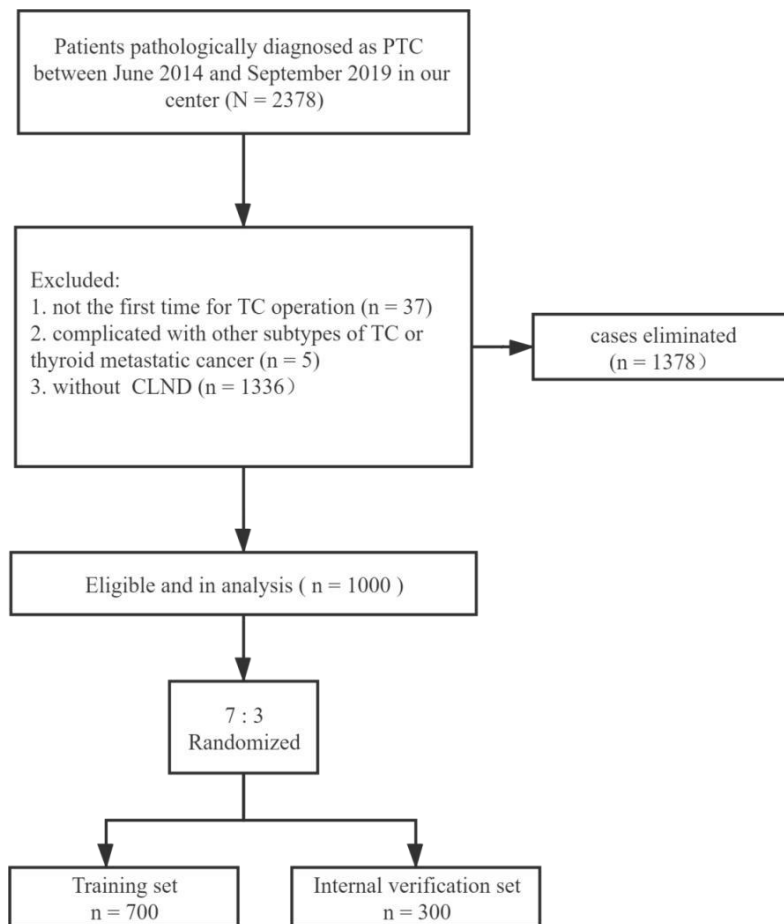 Patients pathologically diagnosed as PTC
between June 2014 and September 2019 in our
center (N = 2378)
Excluded:
1. not the first time for TC operation (n = 37)
2. complicated with other subtypes of TC or
thyroid metastatic cancer (n = 5)
3. without CLND (n = 1336）
cases eliminated
(n = 1378）
Eligible and in analysis ( n = 1000 )
7 : 3
Randomized
Training set
n = 700
Internal verification set
n = 300